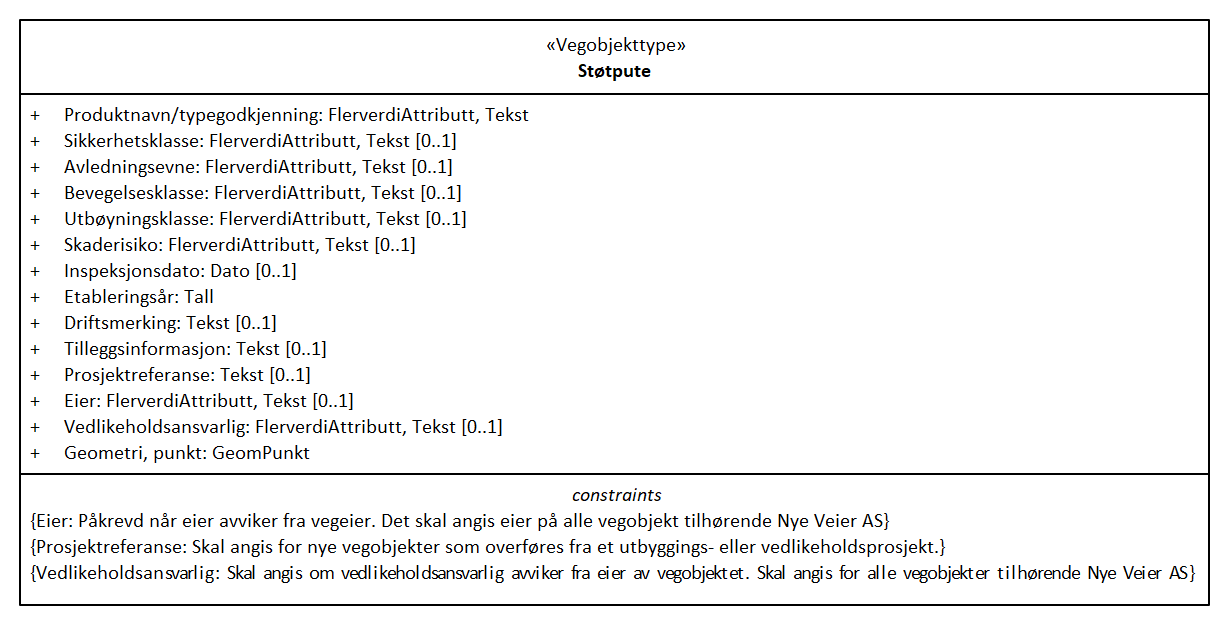 «Vegobjekttype»
Støtpute
+ Produktnavn/typegodkjenning: FlerverdiAttributt, Tekst
+ Sikkerhetsklasse: FlerverdiAttributt, Tekst [0..1]
+ Avledningsevne: FlerverdiAttributt, Tekst [0..1]
+ Bevegelsesklasse: FlerverdiAttributt, Tekst [0..1]
+ Utbøyningsklasse: FlerverdiAttributt, Tekst [0..1]
+ Skaderisiko: FlerverdiAttributt, Tekst [0..1]
+ Inspeksjonsdato: Dato [0..1]
+ Etableringsår: Tall
+ Driftsmerking: Tekst [0..1]
+ Tilleggsinformasjon: Tekst [0..1]
+ Prosjektreferanse: Tekst [0..1]
+ Eier: FlerverdiAttributt, Tekst [0..1]
+ Vedlikeholdsansvarlig: FlerverdiAttributt, Tekst [0..1]
+ Geometri, punkt: GeomPunkt
constraints
{Eier: Påkrevd når eier avviker fra vegeier. Det skal angis eier på alle vegobjekt tilhørende Nye Veier AS}
{Prosjektreferanse: Skal angis for nye vegobjekter som overføres fra et utbyggings- eller vedlikeholdsprosjekt.}
{Vedlikeholdsansvarlig: Skal angis om vedlikeholdsansvarlig avviker fra eier av vegobjektet. Skal angis for alle vegobjekter tilhørende Nye Veier AS}